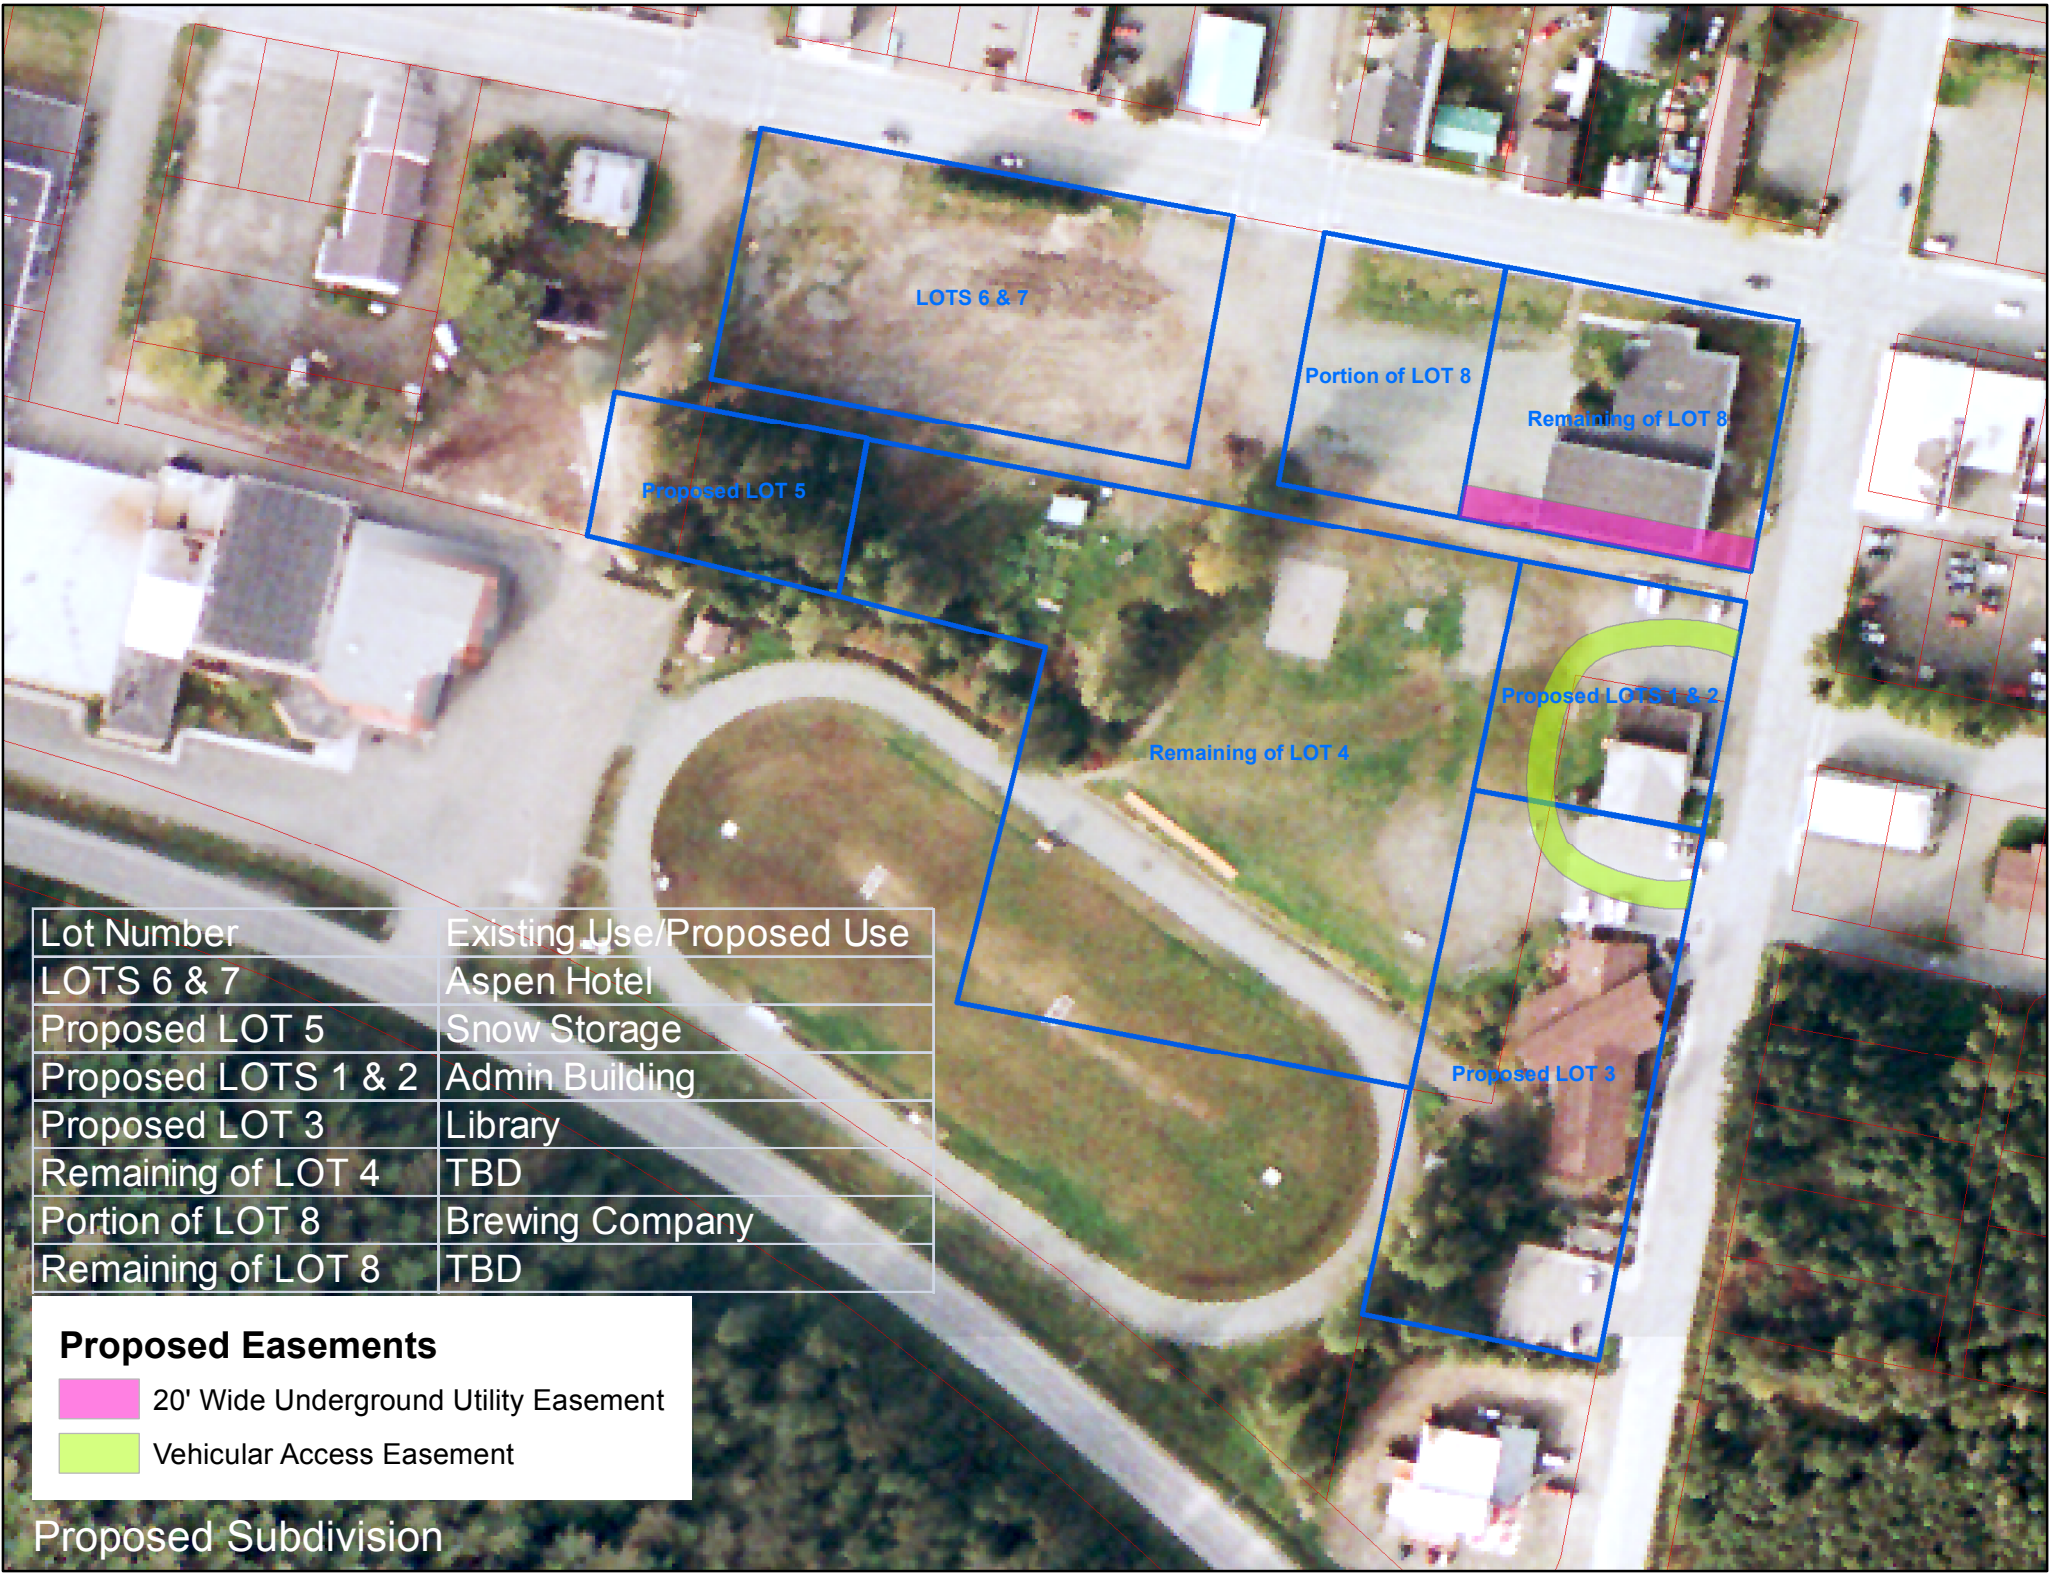 LOTS 6 & 7
Portion of LOT 8
Remaining of LOT 8
Proposed LOT 5
Proposed LOTS 1 & 2
Remaining of LOT 4
Proposed LOT 3
Lot Number Existing Use/Proposed Use
LOTS 6 & 7 Aspen Hotel
Proposed LOT 5 Snow Storage
Proposed LOTS 1 & 2 Admin Building
Proposed LOT 3 Library
Remaining of LOT 4 TBD
Portion of LOT 8 Brewing Company
Remaining of LOT 8 TBD
Proposed Easements
20' Wide Underground Utility Easement
Vehicular Access Easement
Proposed Subdivision